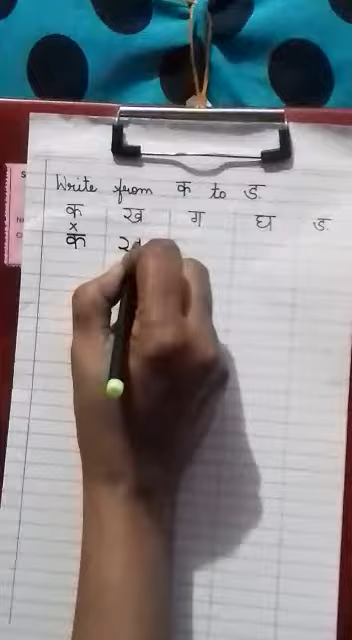 Write from क to ङ
क ख ग घ ङ
x
क